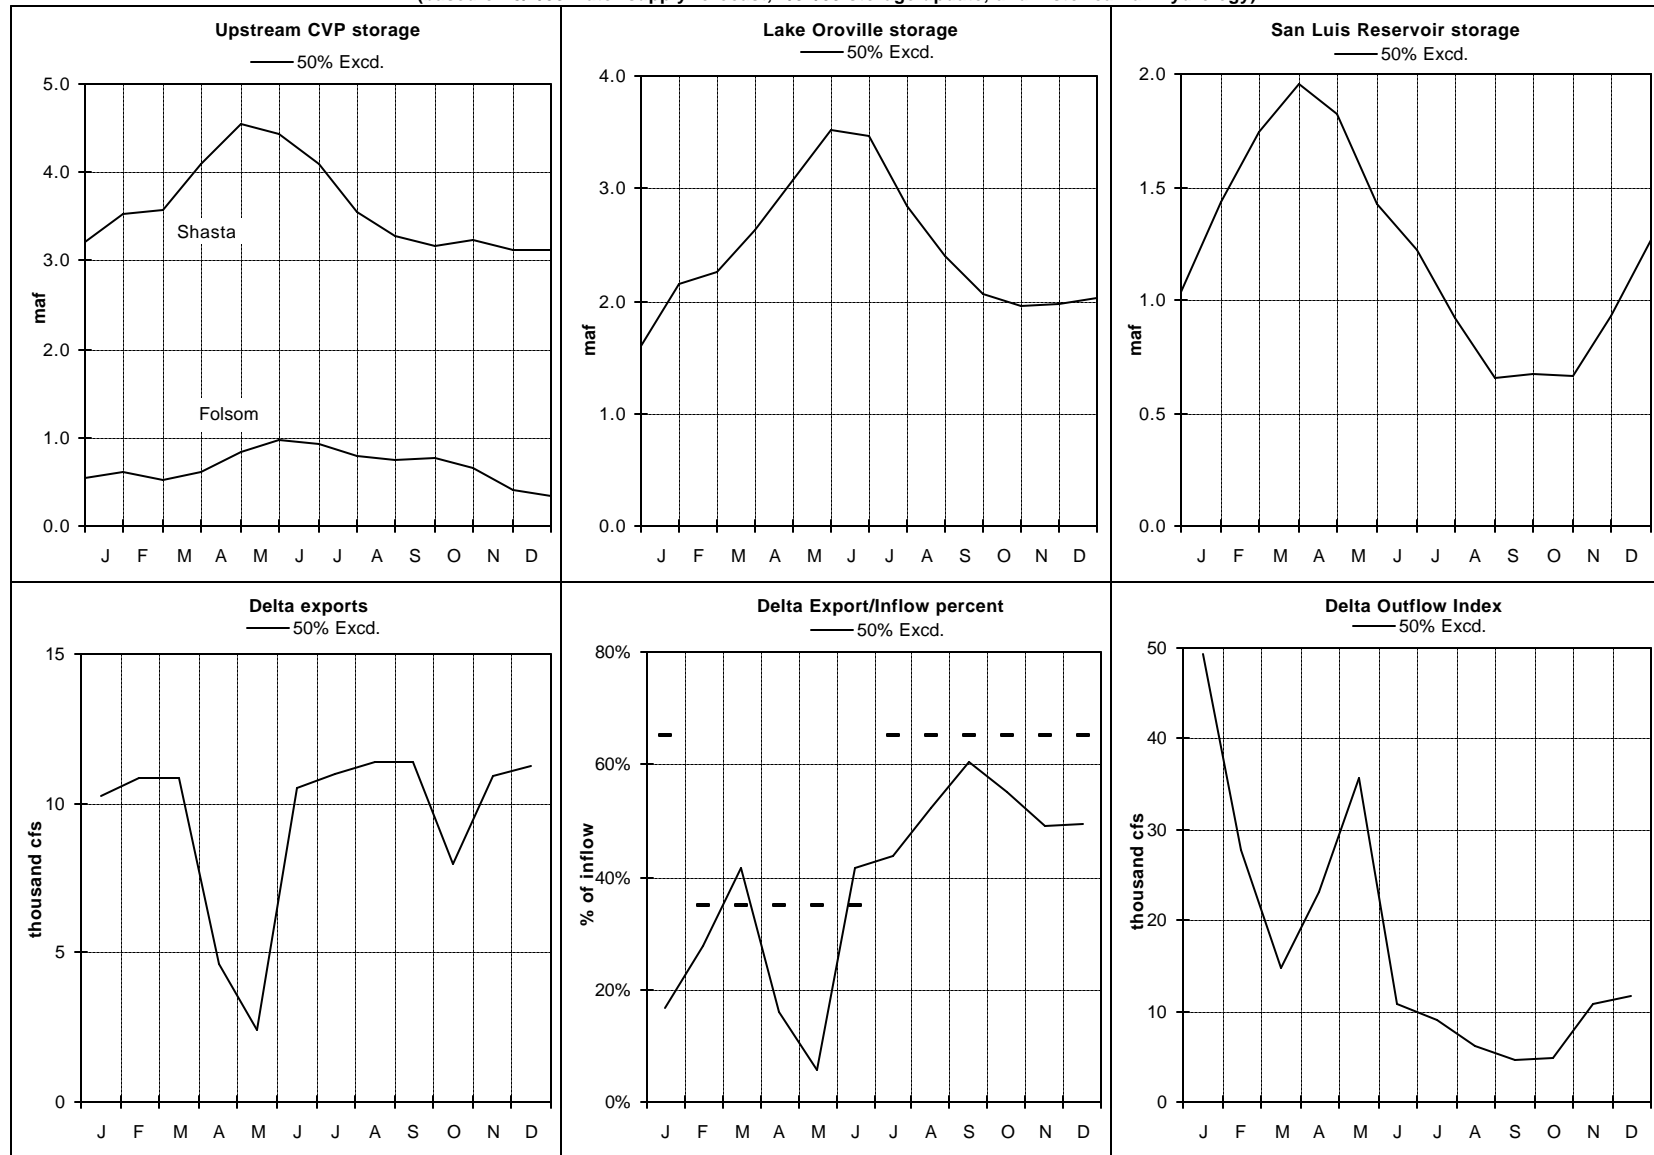 Upstream CVP storage
50% Excd.
5.0
4.0
3.0
2.0
1.0
0.0
maf
Shasta
Folsom
J F M A M J J A S O N D
Lake Oroville storage
50% Excd.
4.0
3.0
2.0
1.0
0.0
maf
J F M A M J J A S O N D
San Luis Reservoir storage
50% Excd.
2.0
1.5
1.0
0.5
0.0
maf
J F M A M J J A S O N D
Delta exports
50% Excd.
15
10
5
0
thousand cfs
J F M A M J J A S O N D
Delta Export/Inflow percent
50% Excd.
80%
60%
40%
20%
0%
% of inflow
J F M A M J J A S O N D
Delta Outflow Index
50% Excd.
50
40
30
20
10
0
thousand cfs
J F M A M J J A S O N D